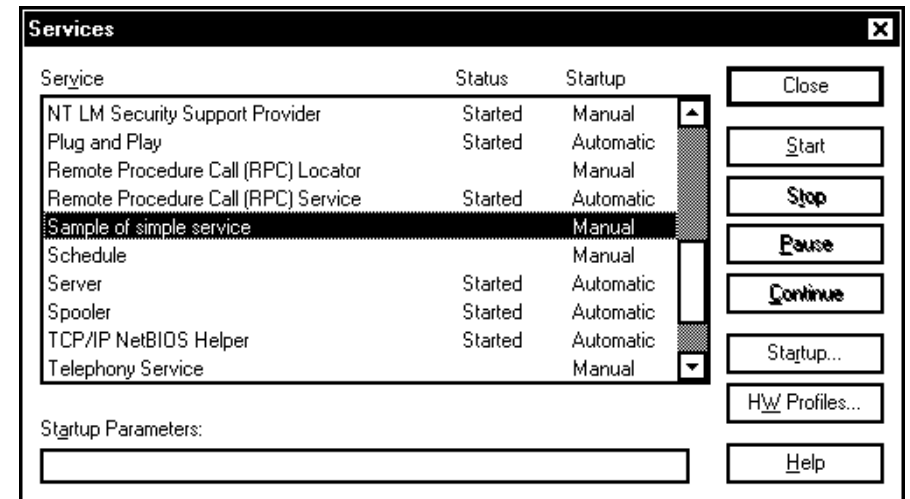 Services
Service Status Startup
NT LM Security Support Provider Started Manual
Plug and Play Started Automatic
Remote Procedure Call (RPC) Locator Manual
Remote Procedure Call (RPC) Service Started Automatic
Sample of simple service Manual
Schedule Manual
Server Started Automatic
Spooler Started Automatic
TCP/IP NetBIOS Helper Started Automatic
Telephony Service Manual
Startup Parameters:
Close
Start
Stop
Pause
Continue
Startup...
HW Profiles...
Help